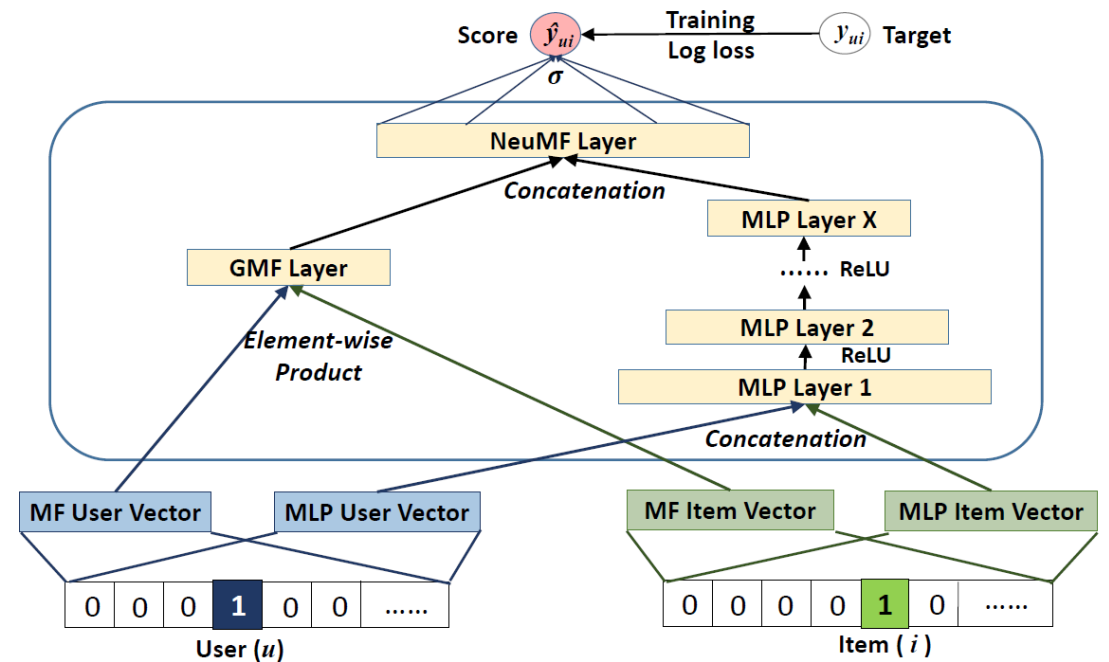 Score ŷui Training yui Target
Log loss
σ
NeuMF Layer
Concatenation
MLP Layer X
GMF Layer
...... ReLU
Element-wise
Product
MLP Layer 2
ReLU
MLP Layer 1
Concatenation
MF User Vector MLP User Vector MF Item Vector MLP Item Vector
0 0 0 1 0 0 ...... 0 0 0 0 1 0 ......
User (u) Item ( i )